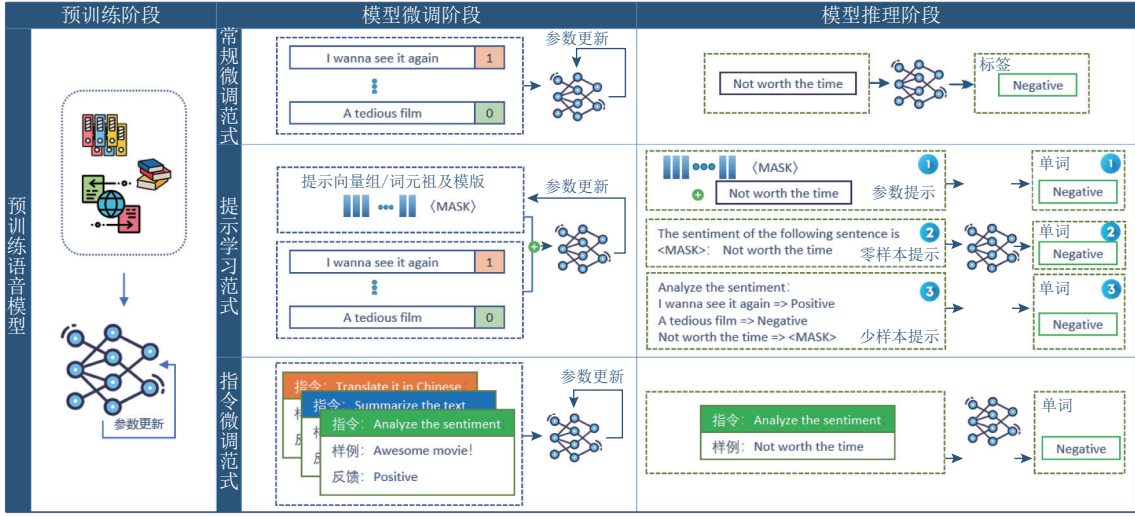 预训练阶段
模型微调阶段
模型推理阶段
预训练语音模型
参数更新
常规微调范式
I wanna see it again 1
A tedious film 0
参数更新
Not worth the time
标签
Negative
提示学习范式
提示向量组/词元祖及模版
〈MASK〉
I wanna see it again 1
A tedious film 0
参数更新
〈MASK〉 1
Not worth the time
参数提示
单词 1
Negative
The sentiment of the following sentence is 2
<MASK>: Not worth the time
零样本提示
单词 2
Negative
Analyze the sentiment: 3
I wanna see it again => Positive
A tedious film => Negative
Not worth the time => <MASK>
少样本提示
单词 3
Negative
指令微调范式
指令: Translate it in Chinese:
指令: Summarize the text
指令: Analyze the sentiment
样例: Awesome movie!
反馈: Positive
参数更新
指令: Analyze the sentiment:
样例: Not worth the time
单词
Negative